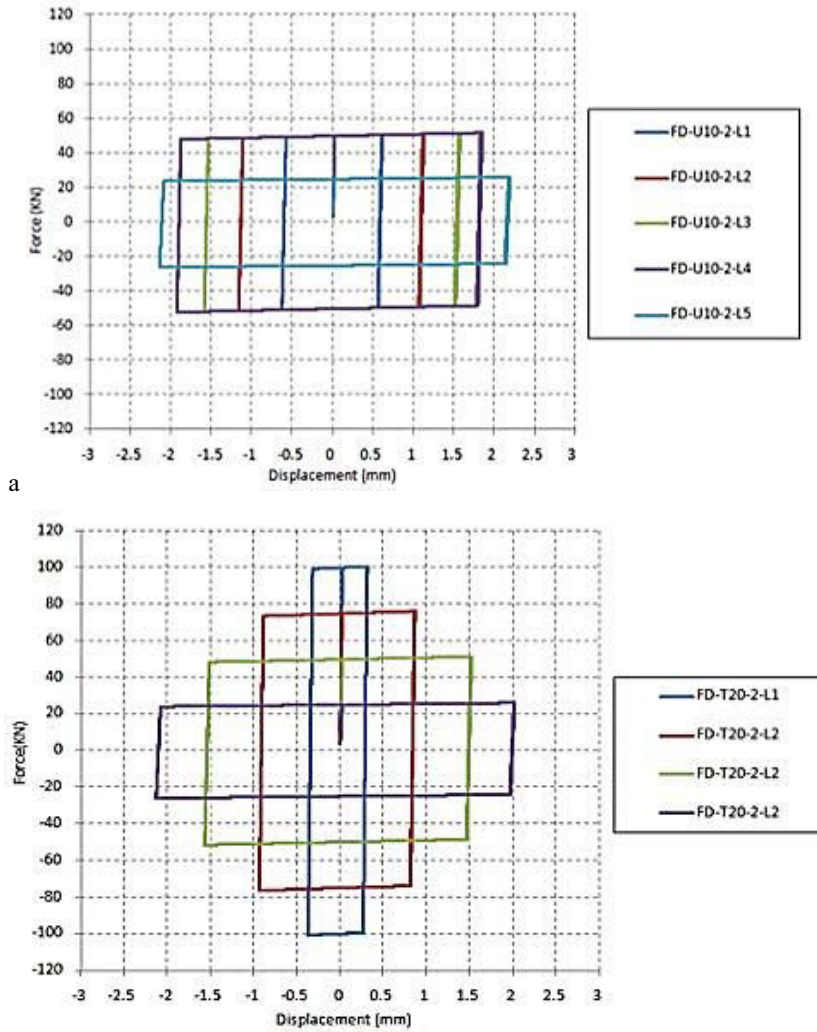 120
100
80
60
40
20
0
-20
-40
-60
-80
-100
-120
Force (KN)
-3 -2.5 -2 -1.5 -1 -0.5 0 0.5 1 1.5 2 2.5 3
Displacement (mm)
FD-U10-2-L1
FD-U10-2-L2
FD-U10-2-L3
FD-U10-2-L4
FD-U10-2-L5
a
120
100
80
60
40
20
0
-20
-40
-60
-80
-100
-120
Force(KN)
-3 -2.5 -2 -1.5 -1 -0.5 0 0.5 1 1.5 2 2.5 3
Displacement (mm)
FD-T20-2-L1
FD-T20-2-L2
FD-T20-2-L2
FD-T20-2-L2